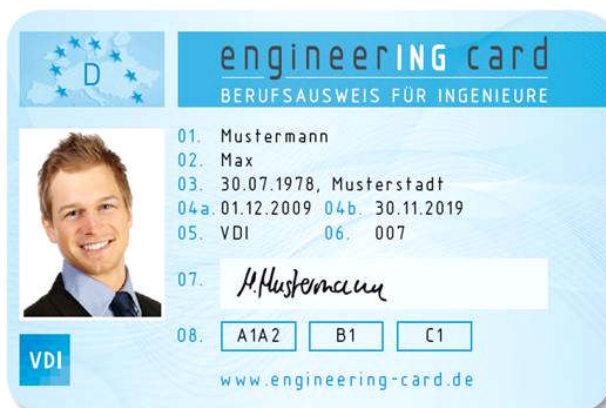 D
engineerING card
BERUFSAUSWEIS FÜR INGENIEURE
01. Mustermann
02. Max
03. 30.07.1978, Musterstadt
04a. 01.12.2009 04b. 30.11.2019
05. VDI 06. 007
07. M.Mustermann
08. A1A2 B1 C1
VDI
www.engineering-card.de